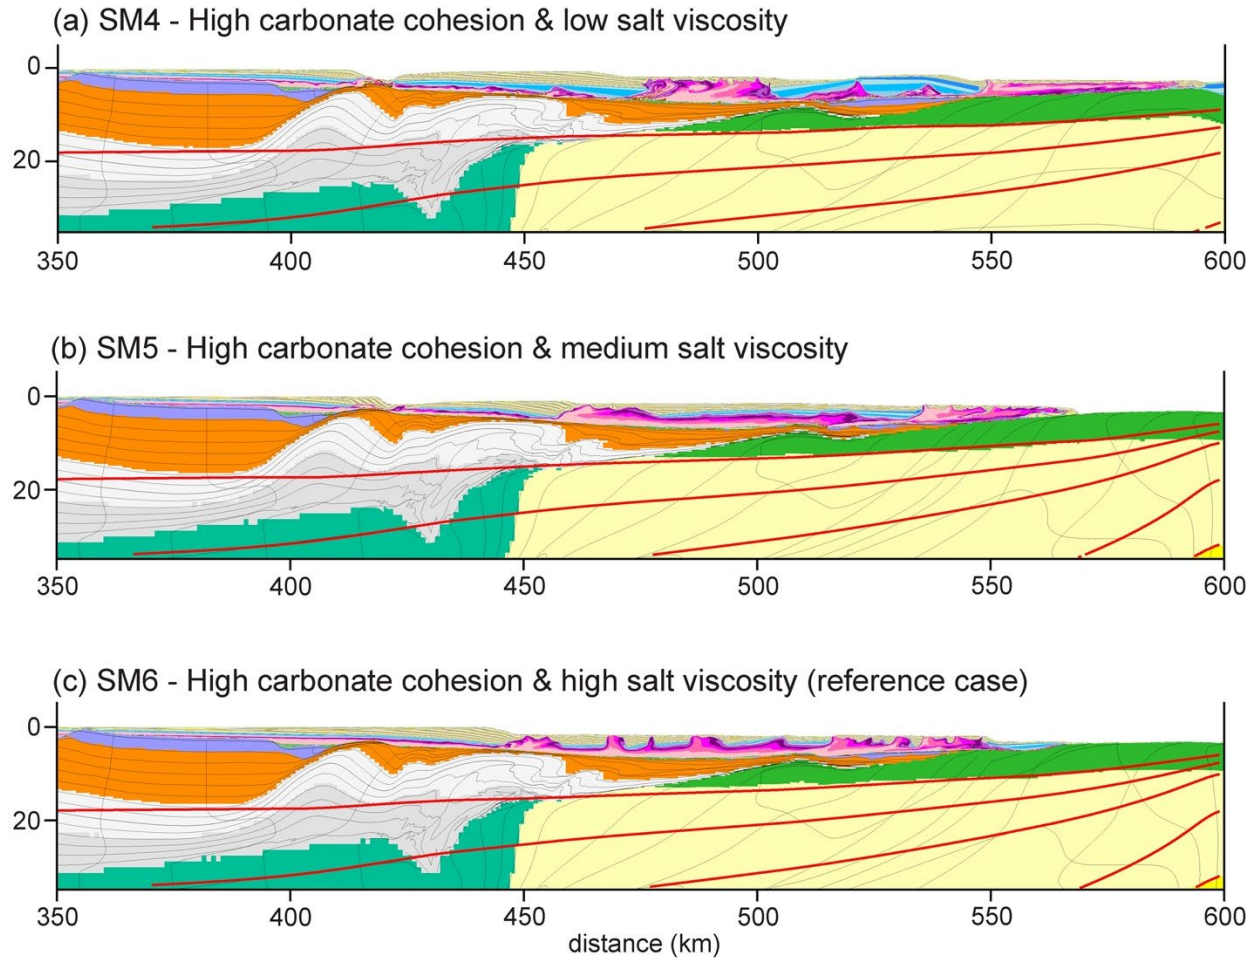 (a) SM4 - High carbonate cohesion & low salt viscosity
0
20
350 400 450 500 550 600
(b) SM5 - High carbonate cohesion & medium salt viscosity
0
20
350 400 450 500 550 600
(c) SM6 - High carbonate cohesion & high salt viscosity (reference case)
0
20
350 400 450 500 550 600
distance (km)